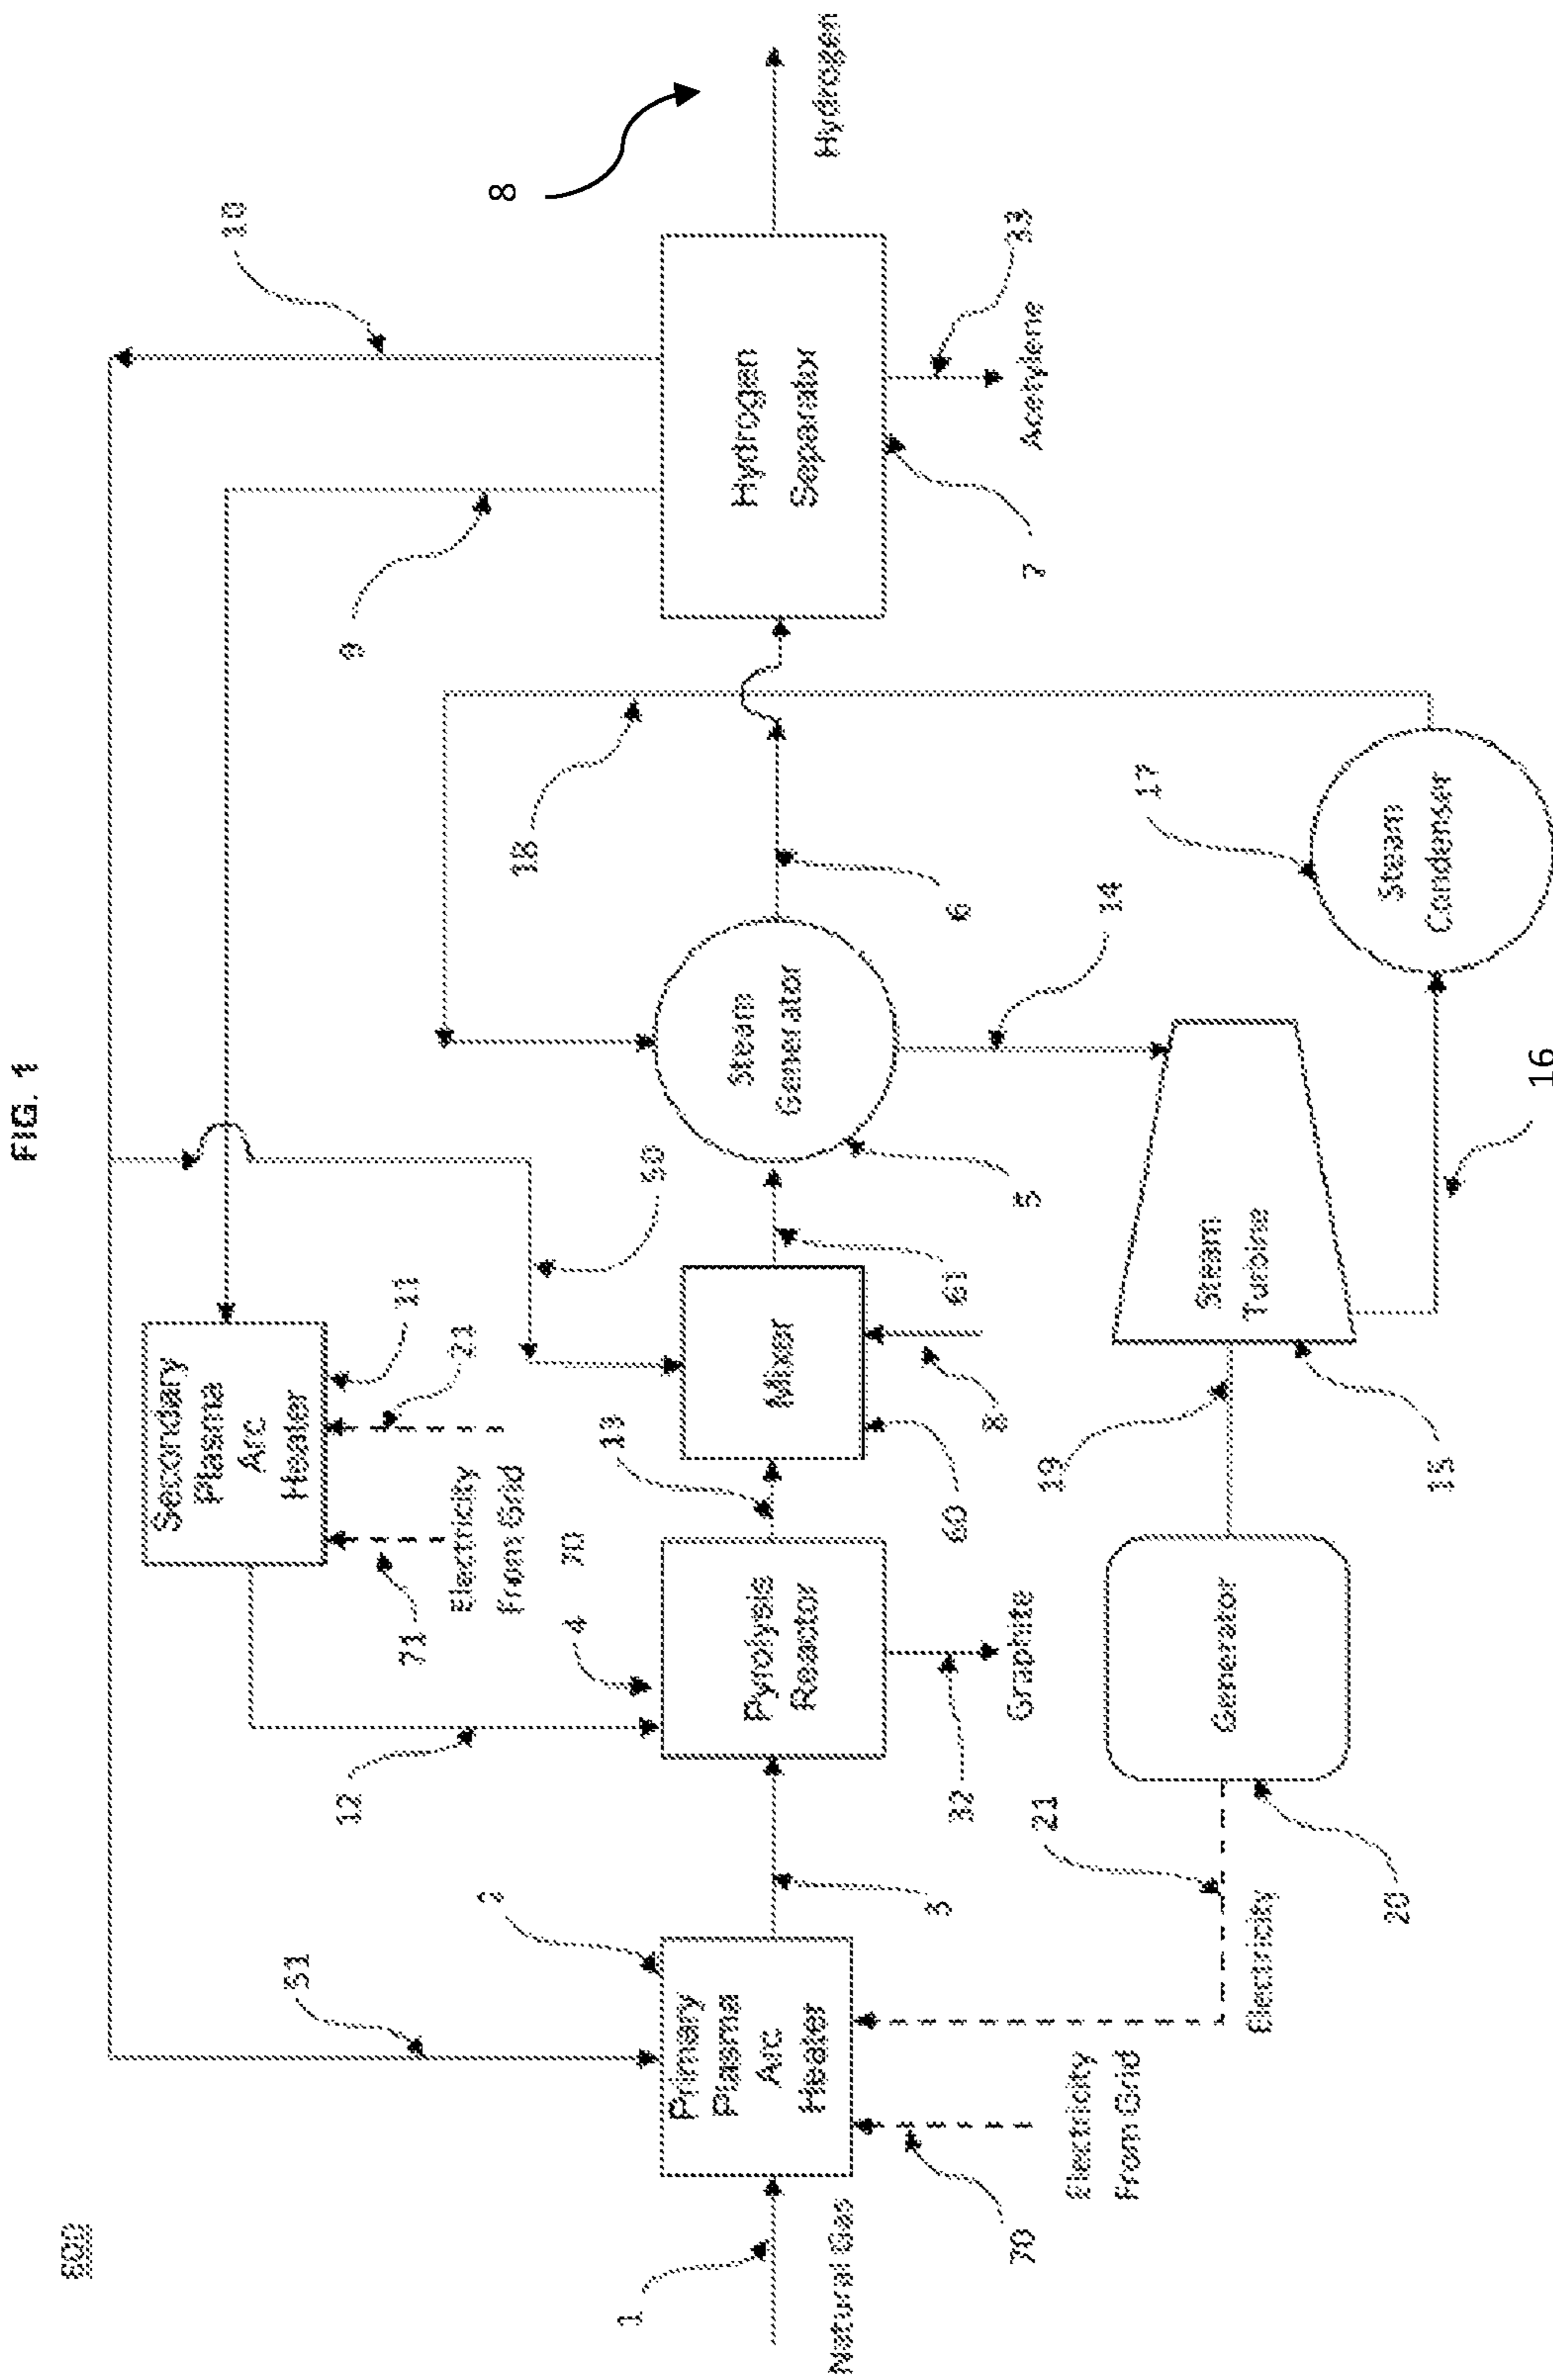 FIG. 1
Natural Gas
1
Primary
Plasma
Arc
Heater
2
51
70
Electricity
From Grid
3
Electricity
21
20
Generator
19
Pyrolysis
Reactor
4
70
32
Graphite
12
Secondary
Plasma
Arc
Heater
71
Electricity
From Grid
21
11
13
Mixer
60
8
61
50
Steam
Generator
5
6
14
Steam
Turbine
15
16
Steam
Condenser
17
18
Hydrogen
Separator
7
9
10
33
Acetylene
8
Hydrogen